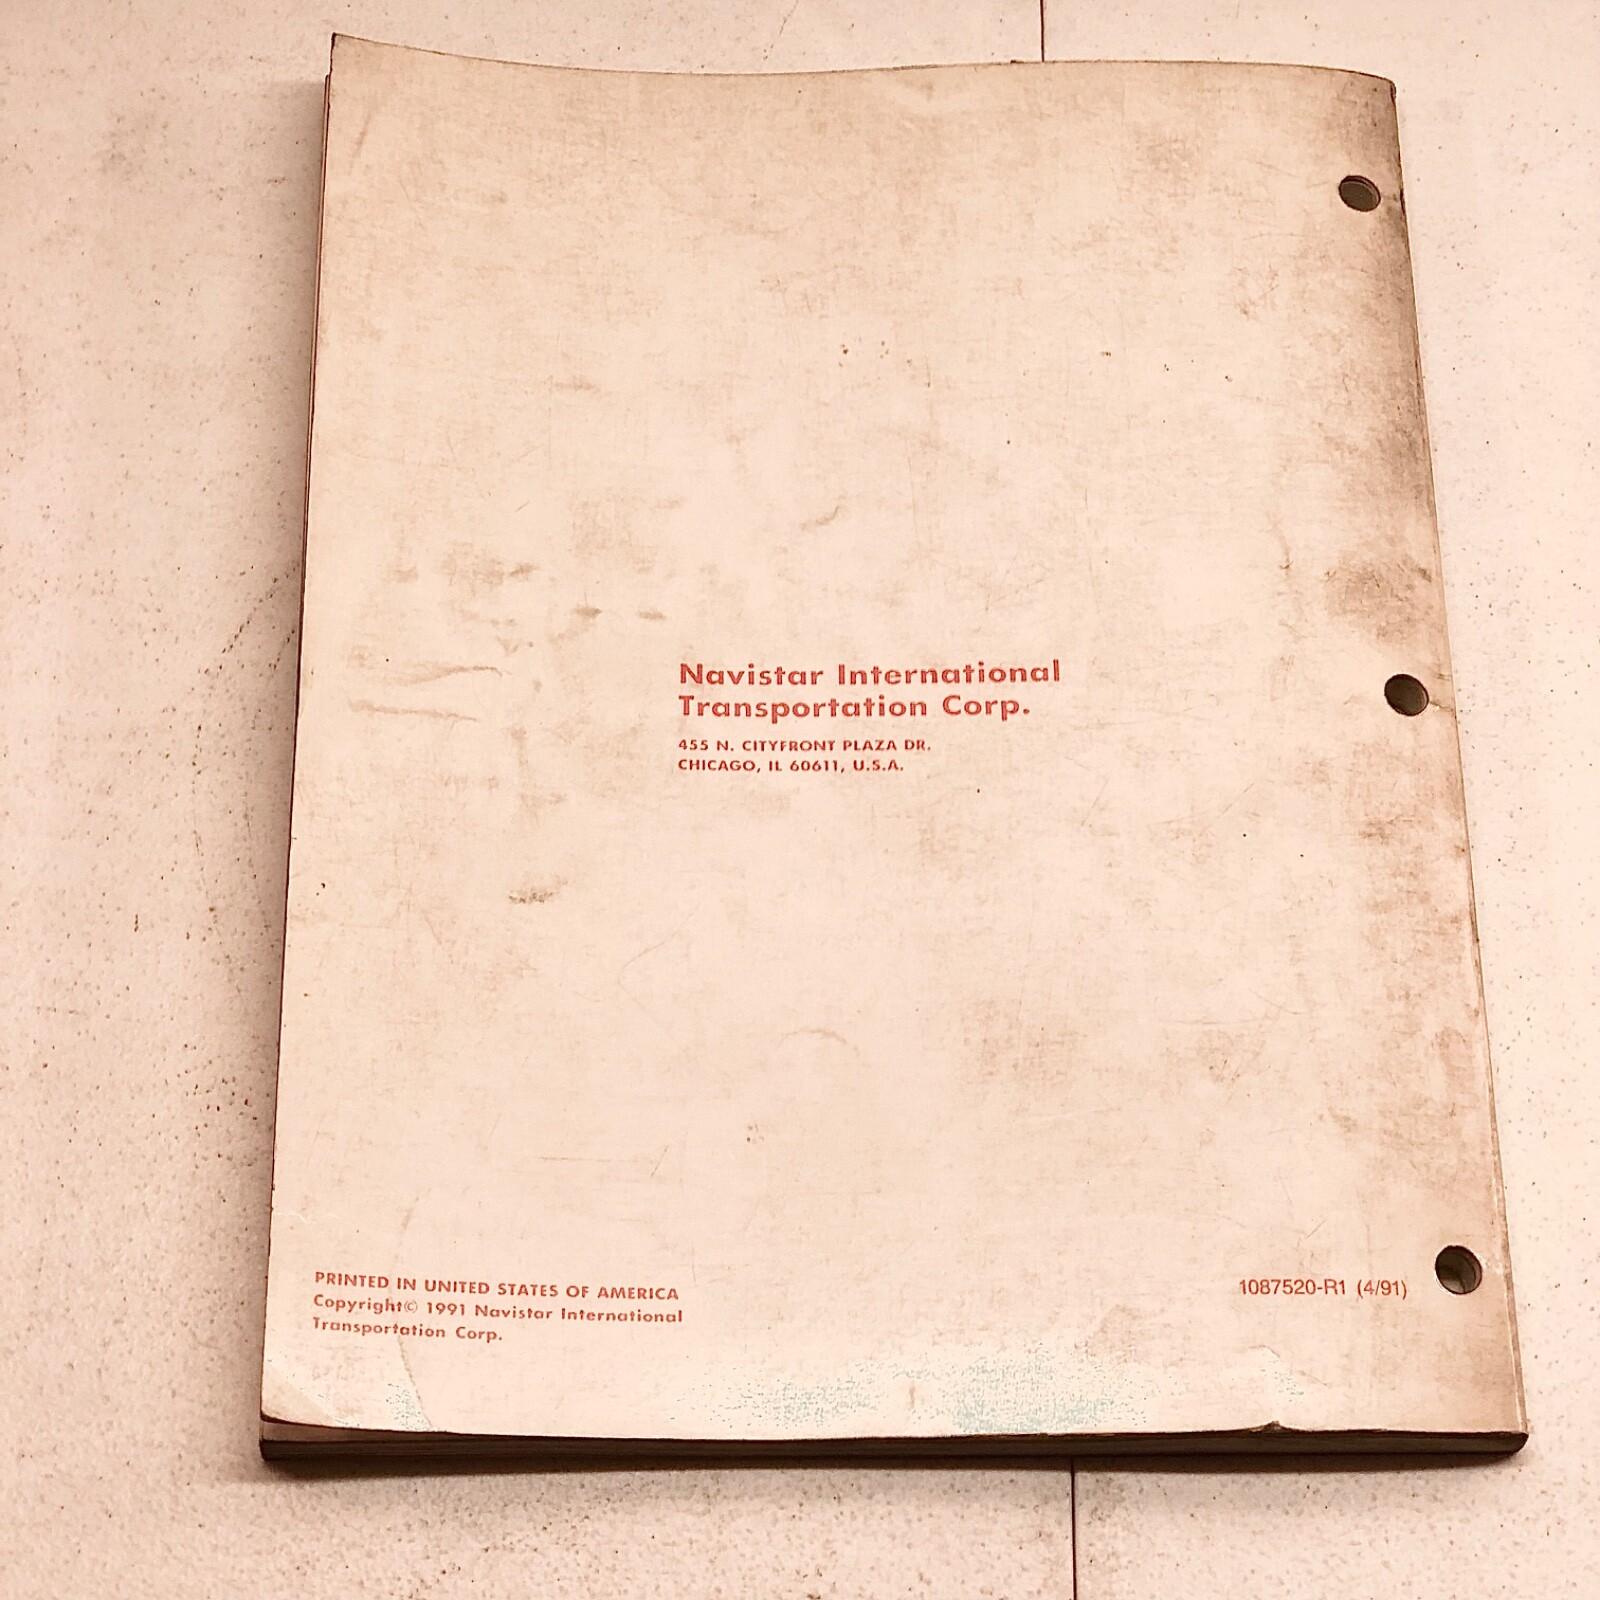 Navistar International
Transportation Corp.
455 N. CITYFRONT PLAZA DR.
CHICAGO, IL 60611, U.S.A.
PRINTED IN UNITED STATES OF AMERICA
Copyright© 1991 Navistar International
Transportation Corp.
1087520-R1 (4/91)